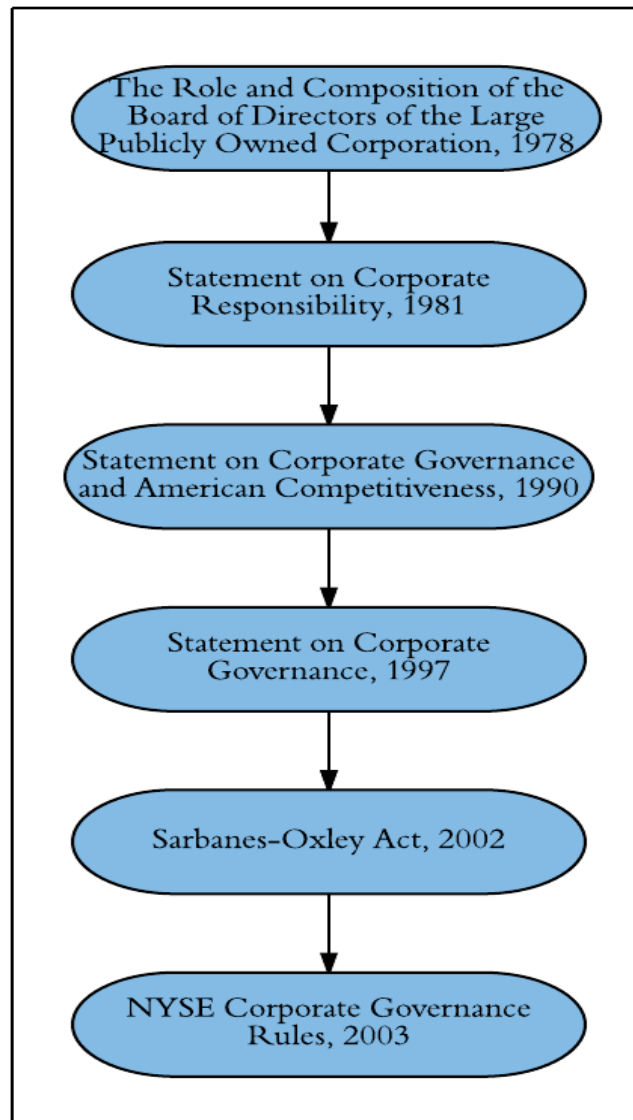 The Role and Composition of the
Board of Directors of the Large
Publicly Owned Corporation, 1978
Statement on Corporate
Responsibility, 1981
Statement on Corporate Governance
and American Competitiveness, 1990
Statement on Corporate
Governance, 1997
Sarbanes-Oxley Act, 2002
NYSE Corporate Governance
Rules, 2003